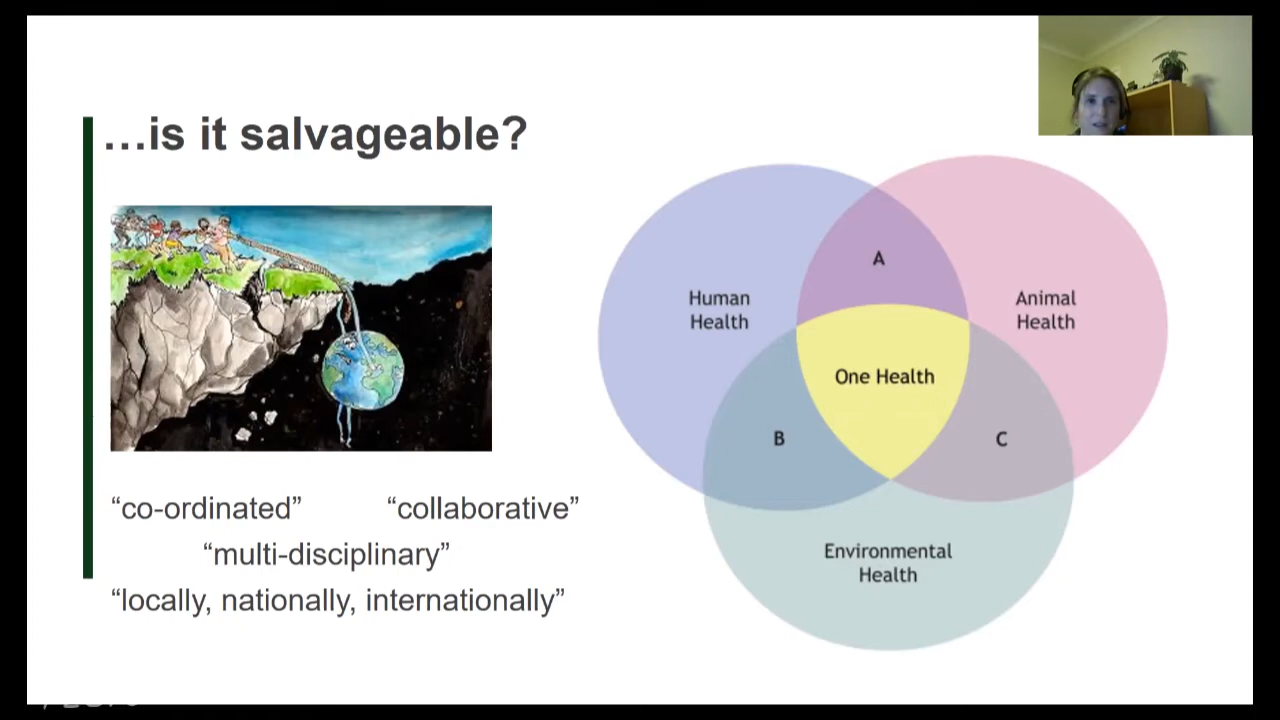 …is it salvageable?
A
Human
Health
Animal
Health
One Health
B
C
Environmental
Health
“co-ordinated” “collaborative”
“multi-disciplinary”
“locally, nationally, internationally”